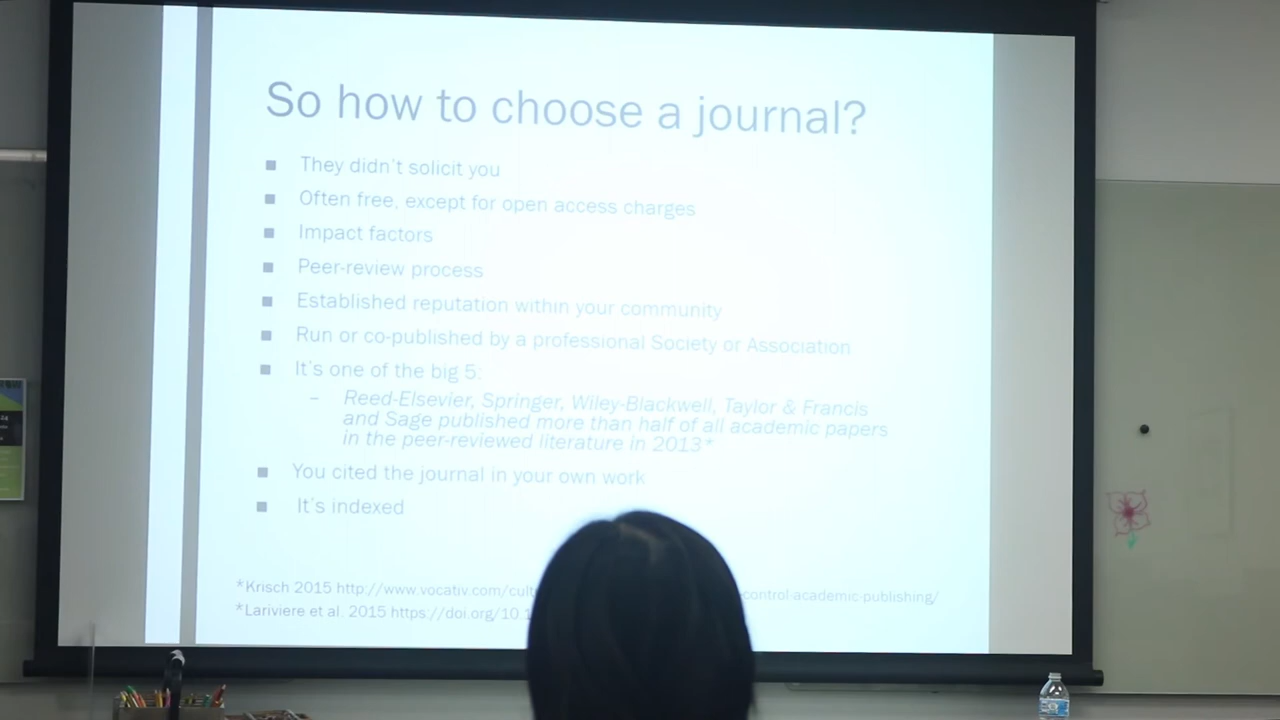 So how to choose a journal?
They didn't solicit you
Often free, except for open access charges
Impact factors
Peer-review process
Established reputation within your community
Run or co-published by a professional Society or Association
It's one of the big 5:
– Reed-Elsevier, Springer, Wiley-Blackwell, Taylor & Francis
and Sage published more than half of all academic papers
in the peer-reviewed literature in 2013*
You cited the journal in your own work
It's indexed
*Krisch 2015 http://www.vocativ.com/cult control-academic-publishing/
*Lariviere et al. 2015 https://doi.org/10.1